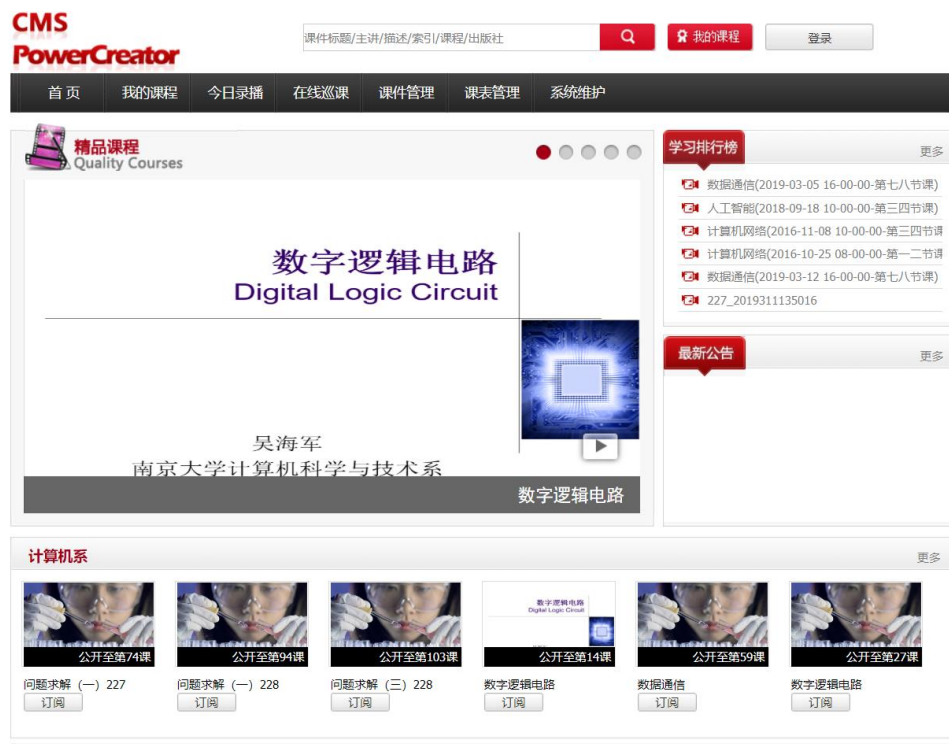 CMS
PowerCreator
课件标题/主讲/描述/索引/课程/出版社
我的课程
登录
首 页 我的课程 今日录播 在线巡课 课件管理 课表管理 系统维护
精品课程
Quality Courses
数字逻辑电路
Digital Logic Circuit
吴海军
南京大学计算机科学与技术系
数字逻辑电路
学习排行榜 更多
数据通信(2019-03-05 16-00-00-第七八节课)
人工智能(2018-09-18 10-00-00-第三四节课)
计算机网络(2016-11-08 10-00-00-第三四节课
计算机网络(2016-10-25 08-00-00-第一二节课
数据通信(2019-03-12 16-00-00-第七八节课)
227_2019311135016
最新公告 更多
计算机系 更多
公开至第74课 公开至第94课 公开至第103课 数字逻辑电路 Digital Logic Circuit 公开至第14课 公开至第59课 公开至第27课
问题求解（一）227 问题求解（一）228 问题求解（三）228 数字逻辑电路 数据通信 数字逻辑电路
订阅 订阅 订阅 订阅 订阅 订阅